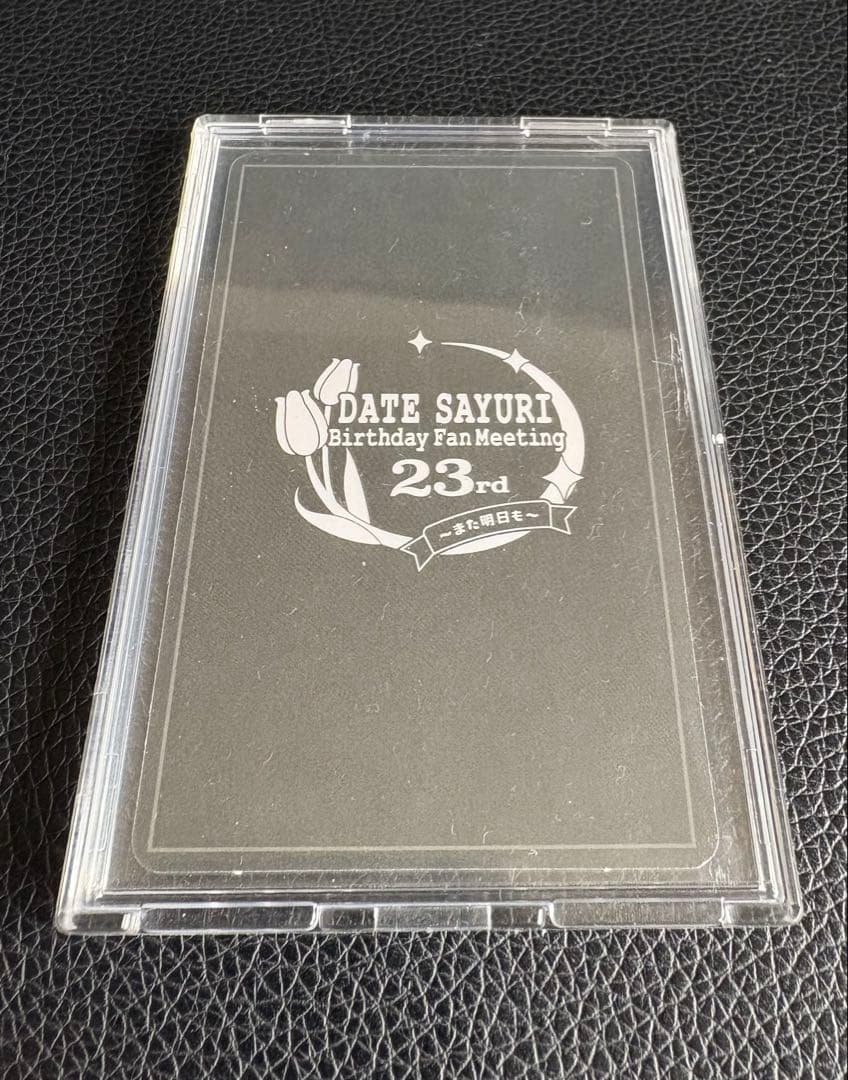 DATE SAYURI
Birthday Fan Meeting
23rd
～また明日も～